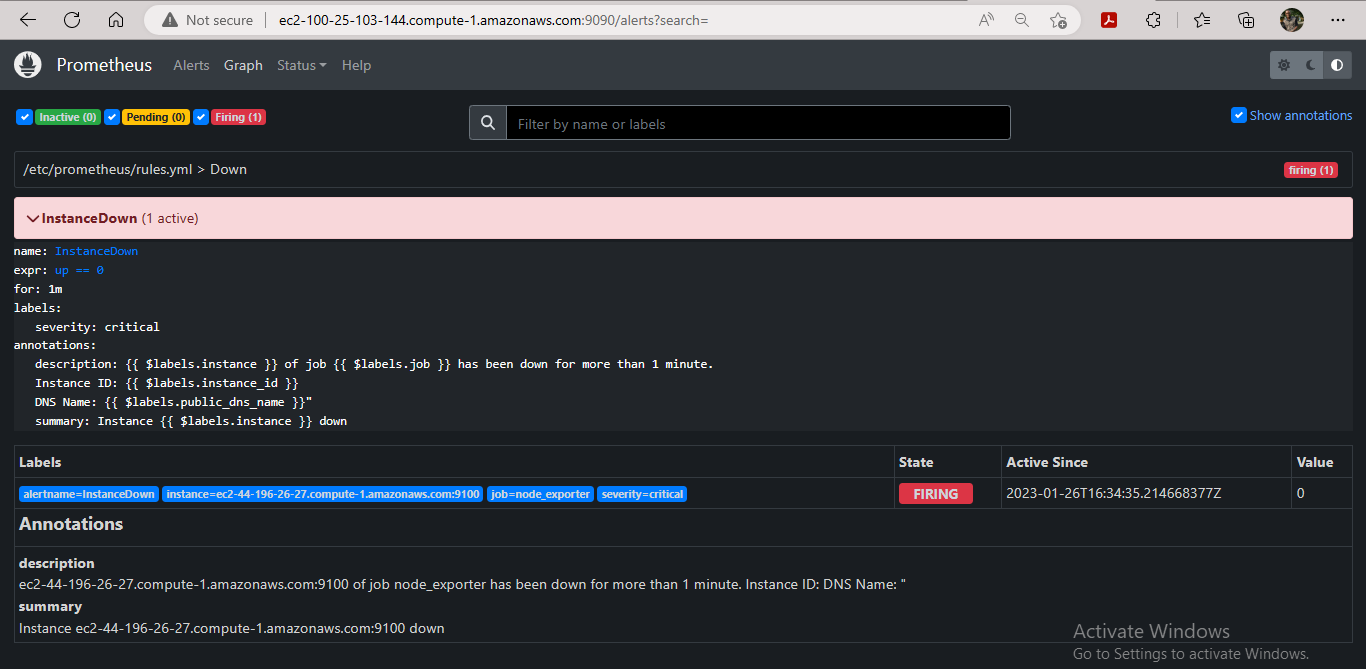 Not secure | ec2-100-25-103-144.compute-1.amazonaws.com:9090/alerts?search=
Prometheus Alerts Graph Status Help
Inactive (0) Pending (0) Firing (1) Filter by name or labels Show annotations
/etc/prometheus/rules.yml > Down firing (1)
InstanceDown (1 active)
name: InstanceDown
expr: up == 0
for: 1m
labels:
severity: critical
annotations:
description: {{ $labels.instance }} of job {{ $labels.job }} has been down for more than 1 minute.
Instance ID: {{ $labels.instance_id }}
DNS Name: {{ $labels.public_dns_name }}"
summary: Instance {{ $labels.instance }} down
Labels State Active Since Value
alertname=InstanceDown instance=ec2-44-196-26-27.compute-1.amazonaws.com:9100 job=node_exporter severity=critical FIRING 2023-01-26T16:34:35.214668377Z 0
Annotations
description
ec2-44-196-26-27.compute-1.amazonaws.com:9100 of job node_exporter has been down for more than 1 minute. Instance ID: DNS Name: "
summary
Instance ec2-44-196-26-27.compute-1.amazonaws.com:9100 down
Activate Windows
Go to Settings to activate Windows.